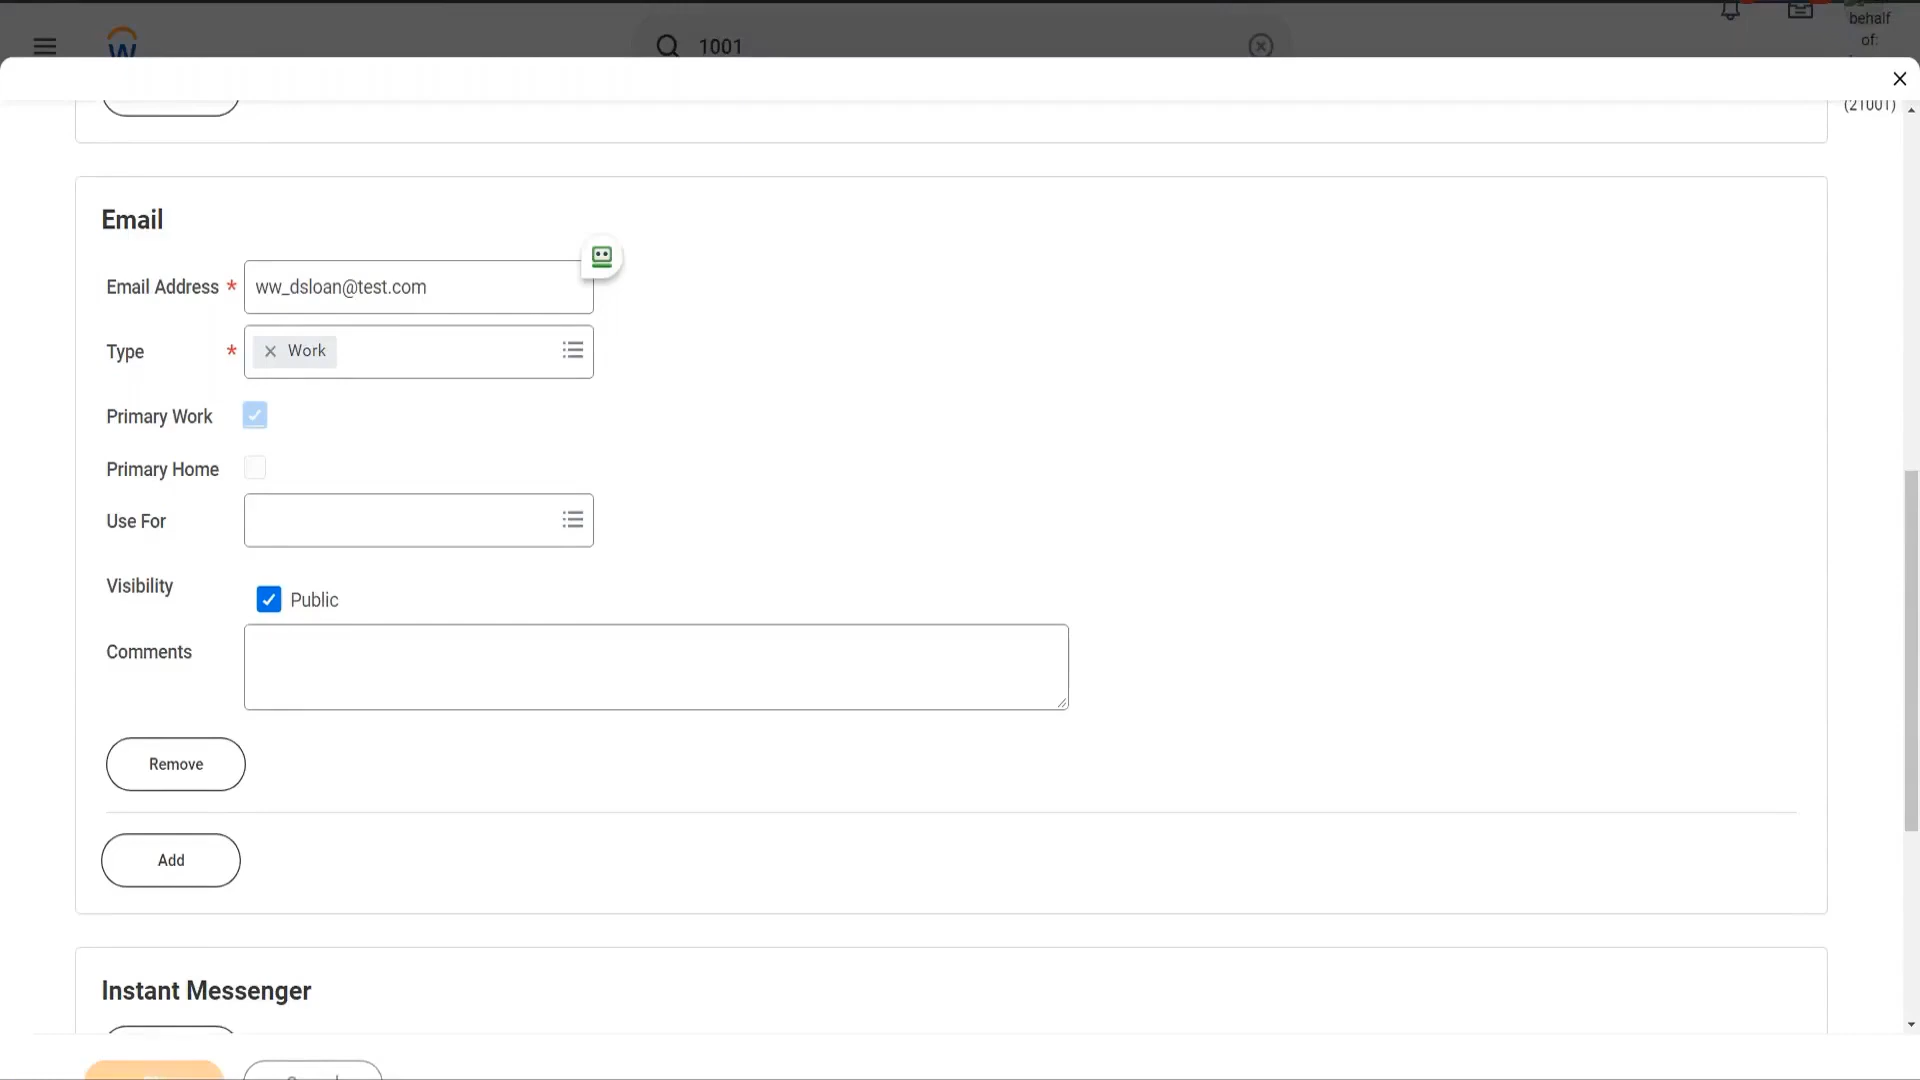 behalf
of:
1001
(21001)
Email
Email Address *
ww_dsloan@test.com
Type *
Work
Primary Work
Primary Home
Use For
Visibility
Public
Comments
Remove
Add
Instant Messenger